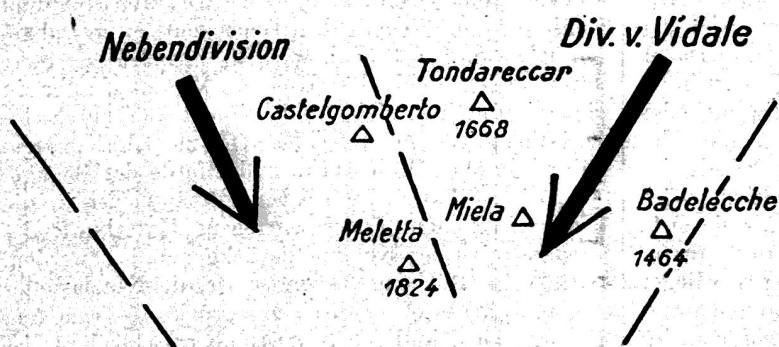 Nebendivision
Div. v. Vidale
Tondareccar
1668
Castelgomberto
Miela
Badelecche
1464
Meletta
1824